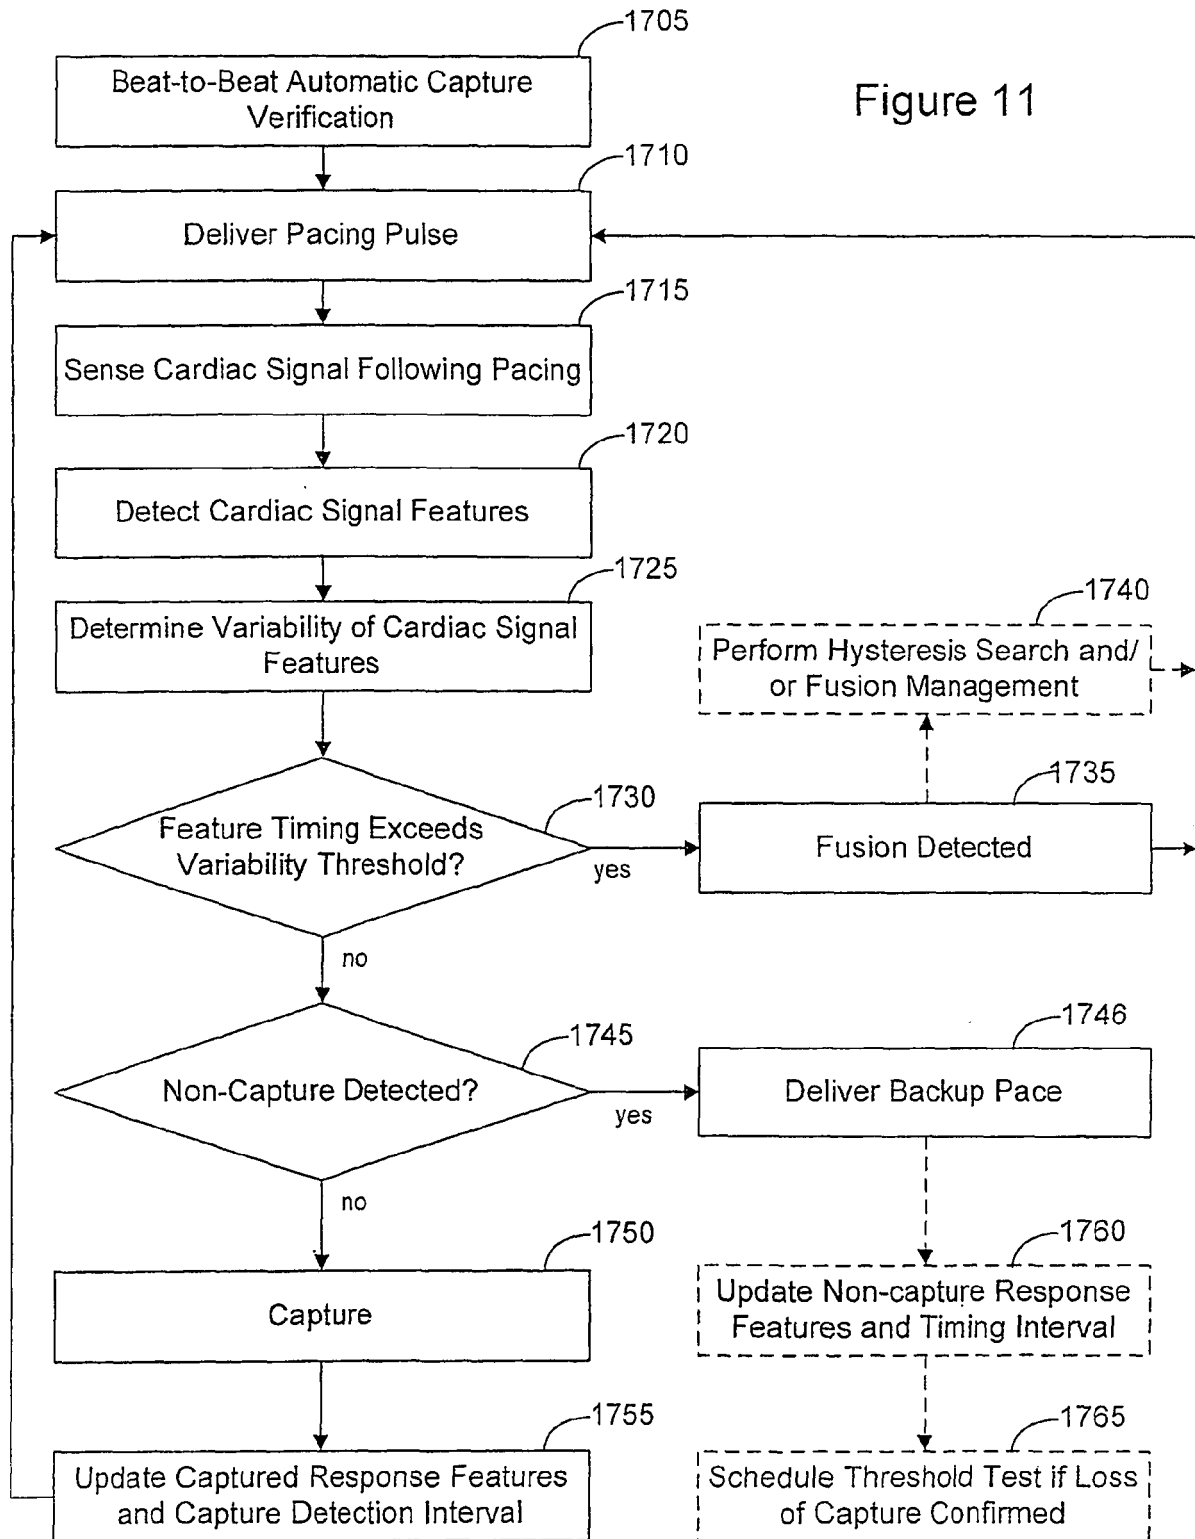 1705
Beat-to-Beat Automatic Capture
Verification
Figure 11
1710
Deliver Pacing Pulse
1715
Sense Cardiac Signal Following Pacing
1720
Detect Cardiac Signal Features
1725
Determine Variability of Cardiac Signal
Features
1740
Perform Hysteresis Search and/
or Fusion Management
1730
Feature Timing Exceeds
Variability Threshold?
yes
1735
Fusion Detected
no
1745
Non-Capture Detected?
yes
1746
Deliver Backup Pace
no
1750
Capture
1760
Update Non-capture Response
Features and Timing Interval
1755
Update Captured Response Features
and Capture Detection Interval
1765
Schedule Threshold Test if Loss
of Capture Confirmed